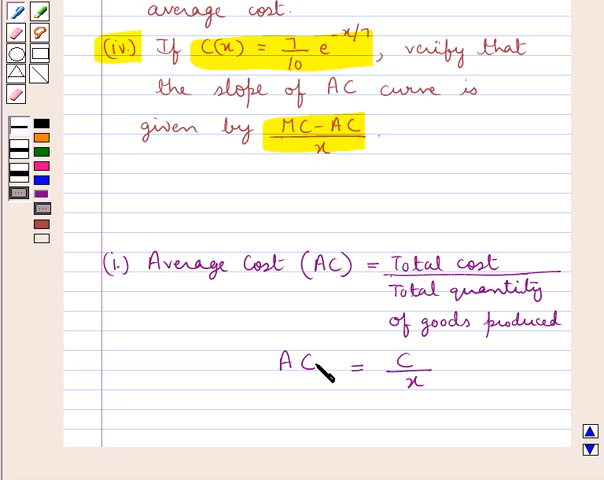 average cost.
(iv.) If C(x) = 7/10 e^-x/7, verify that
the slope of AC curve is
given by MC-AC/x.
(i.) Average Cost (AC) = Total cost
Total quantity
of goods produced
AC = C/x